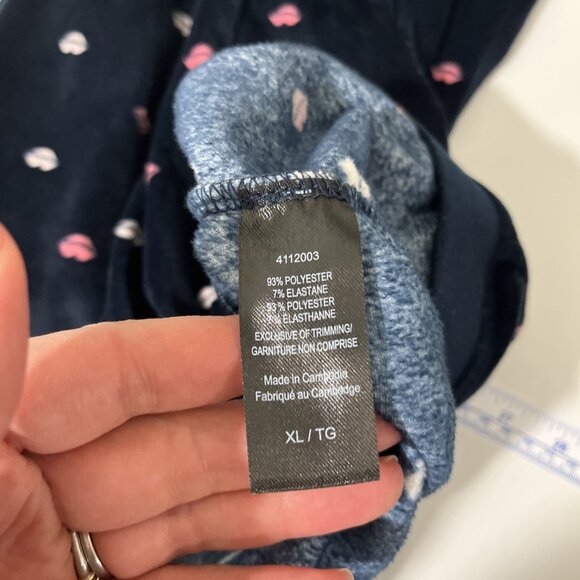 4112003
93% POLYESTER
7% ELASTANE
93% POLYESTER
ELASTHANNE
EXCLUSIVE OF TRIMMING/
GARNITURE NON COMPRISE
Made in Cambodia
Fabriqué au Cambodge
XL / TG